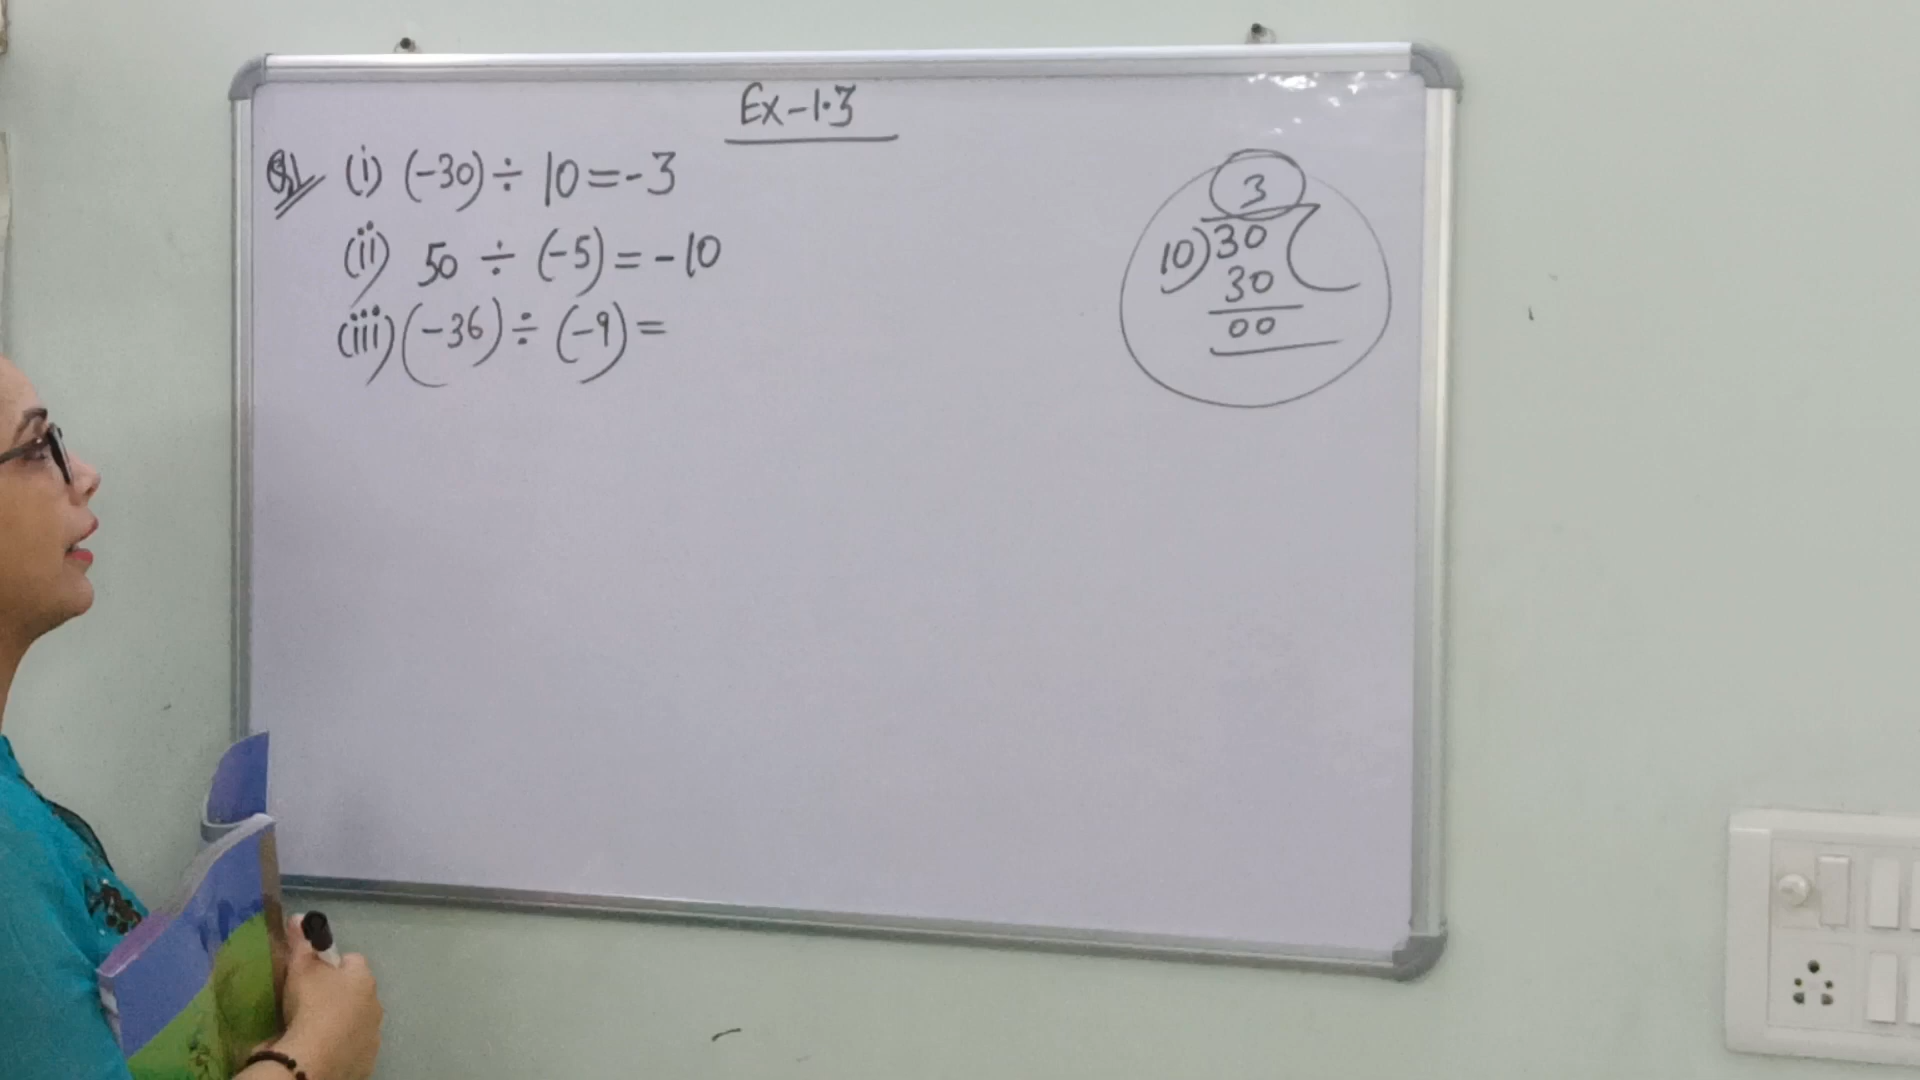 Ex-1.3
Q1 (i) (-30) ÷ 10 = -3
(ii) 50 ÷ (-5) = -10
(iii) (-36) ÷ (-9) =
3
10)30(
30
00